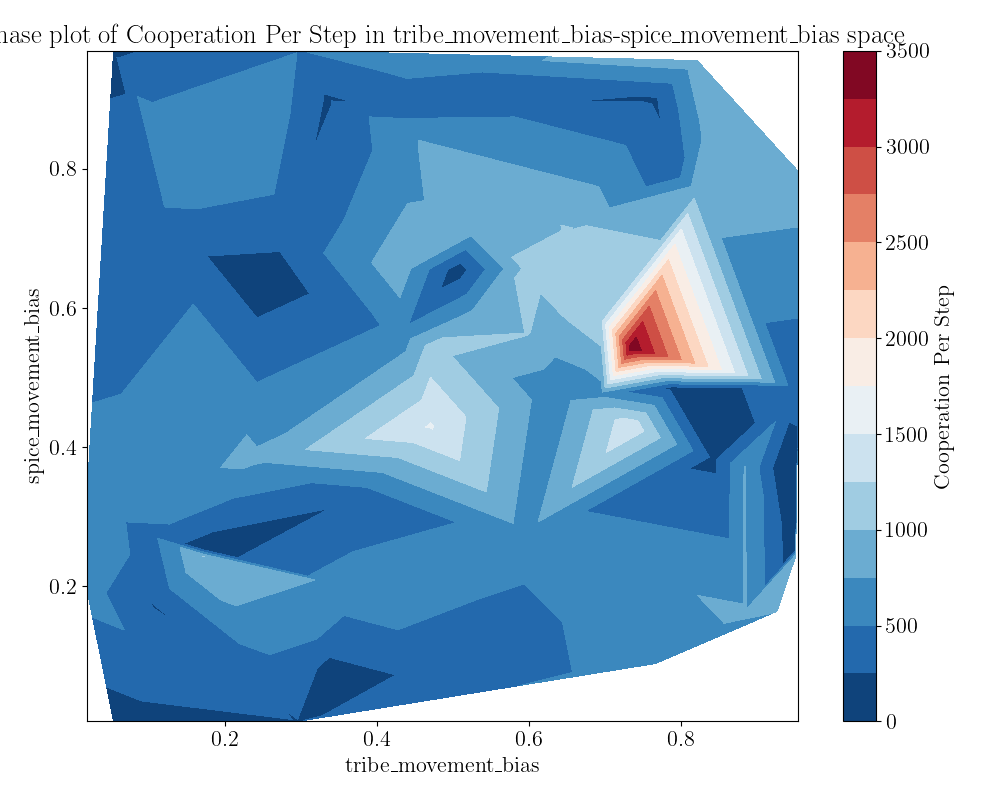 hase plot of Cooperation Per Step in tribe_movement_bias-spice_movement_bias space
3500
3000
2500
2000
1500
1000
500
0
Cooperation Per Step
0.8
0.6
0.4
0.2
spice_movement_bias
0.2 0.4 0.6 0.8
tribe_movement_bias